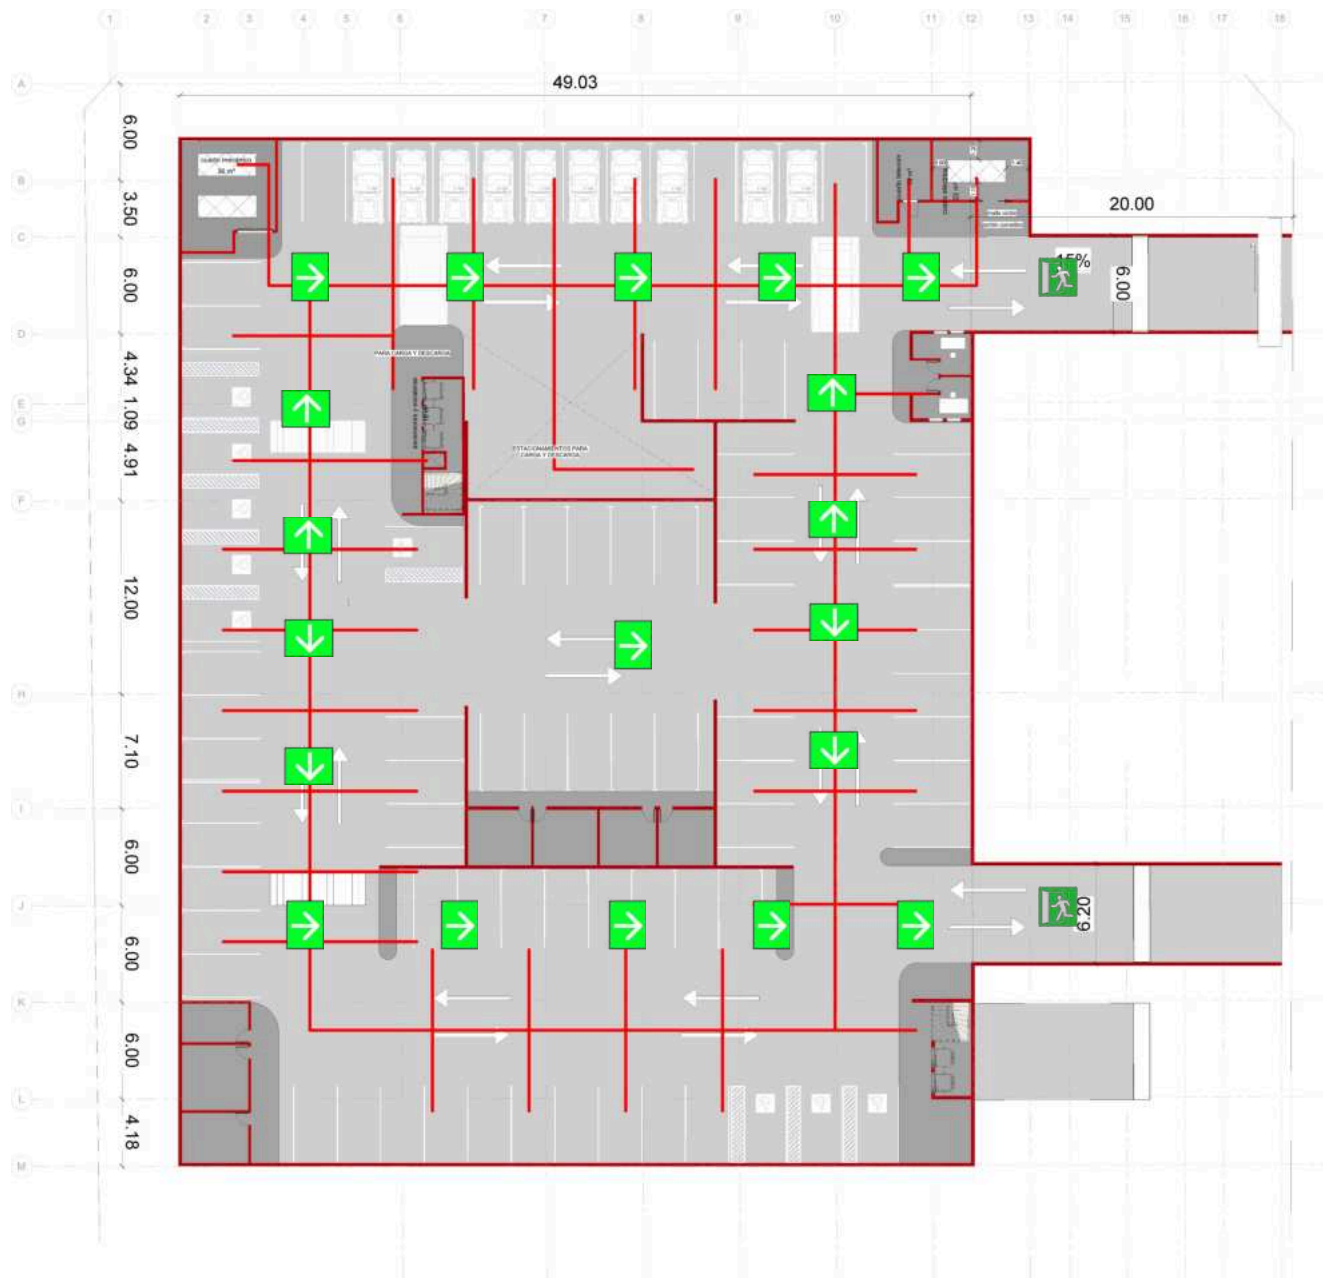 1 2 3 4 5 6 7 8 9 10 11 12 13 14 15 16 17 18
A
49.03
6.00
B
3.50
20.00
C
6.00
15%
6.00
D
PARA CARGA Y DESCARGA
4.34
E
1.09
G
4.91
ESTACIONAMIENTOS PARA
CARGA Y DESCARGA
F
12.00
H
7.10
I
6.00
J
6.20
6.00
K
6.00
L
4.18
M